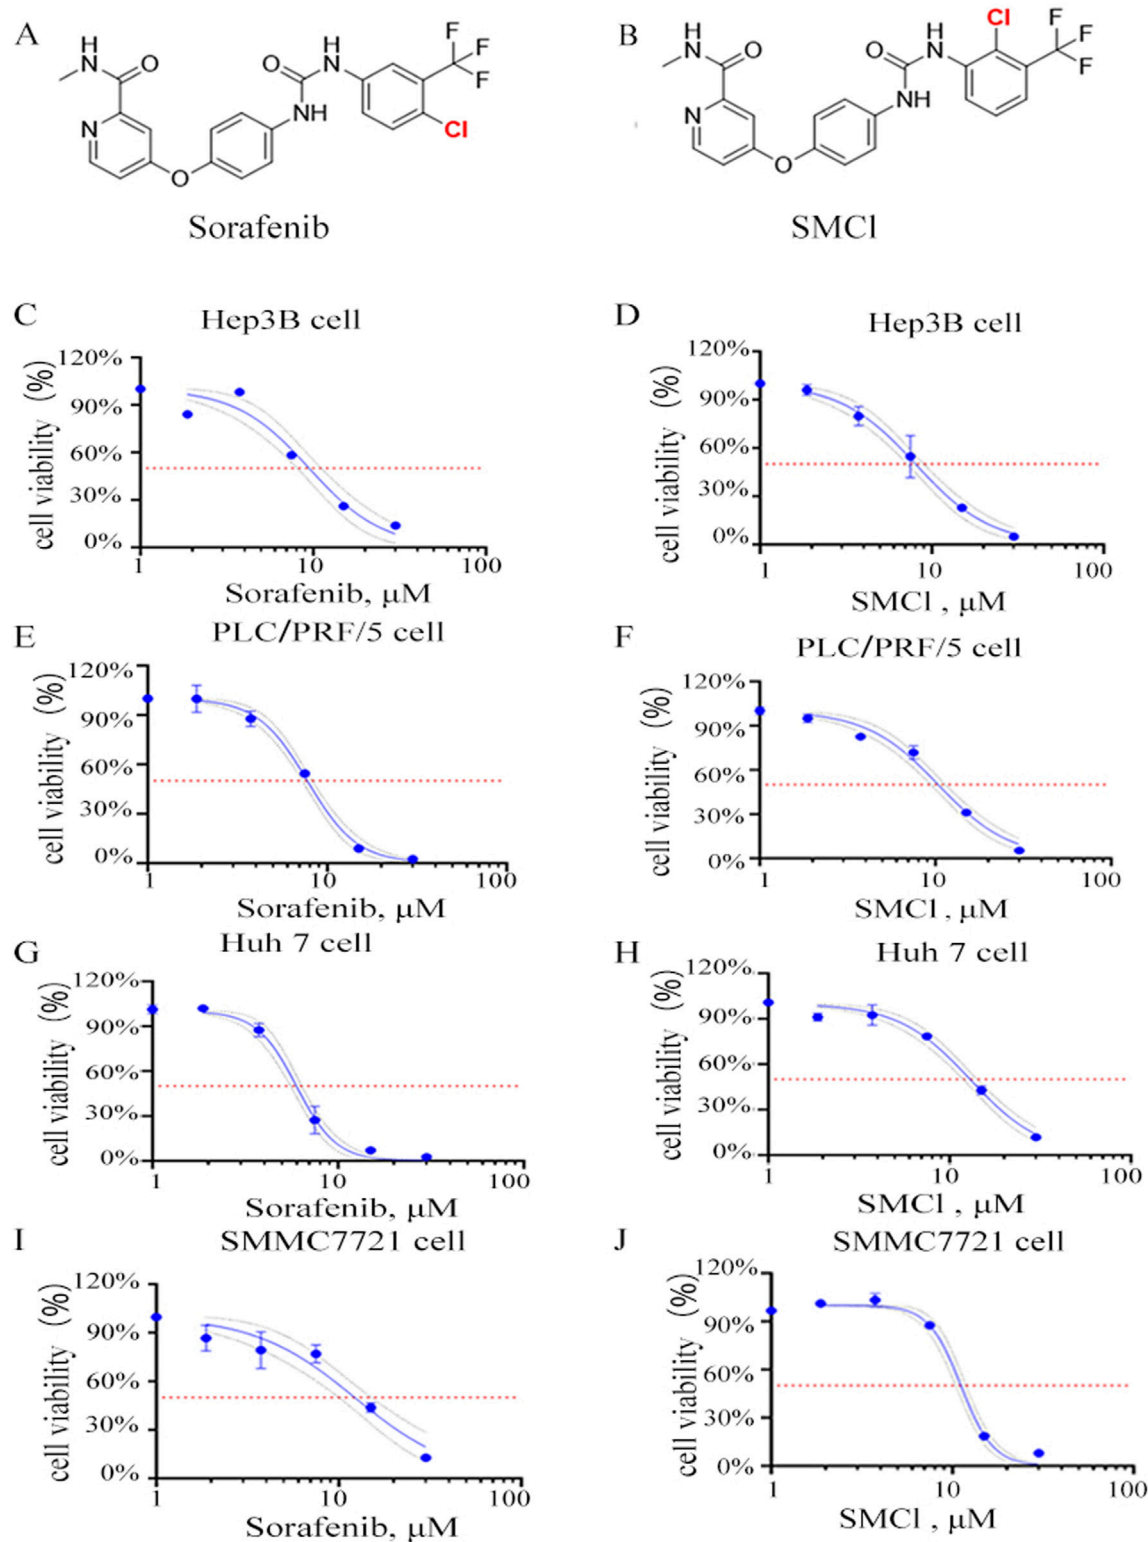 A
B
H
N
N
H
O
O
H
N
NH
F
F
F
Cl
N
O
H
N
O
O
H
N
NH
Cl
F
F
F
N
O
Sorafenib
SMCl
C
Hep3B cell
D
Hep3B cell
cell viability (%)
120%
90%
60%
30%
0%
1
10
100
Sorafenib, μM
cell viability (%)
120%
90%
60%
30%
0%
1
10
100
SMCl , μM
E
PLC/PRF/5 cell
F
PLC/PRF/5 cell
cell viability (%)
120%
90%
60%
30%
0%
1
10
100
Sorafenib, μM
cell viability (%)
120%
90%
60%
30%
0%
1
10
100
SMCl , μM
G
Huh 7 cell
H
Huh 7 cell
cell viability (%)
120%
90%
60%
30%
0%
1
10
100
Sorafenib, μM
cell viability (%)
120%
90%
60%
30%
0%
1
10
100
SMCl , μM
I
SMMC7721 cell
J
SMMC7721 cell
cell viability (%)
120%
90%
60%
30%
0%
1
10
100
Sorafenib, μM
cell viability (%)
120%
90%
60%
30%
0%
1
10
100
SMCl , μM